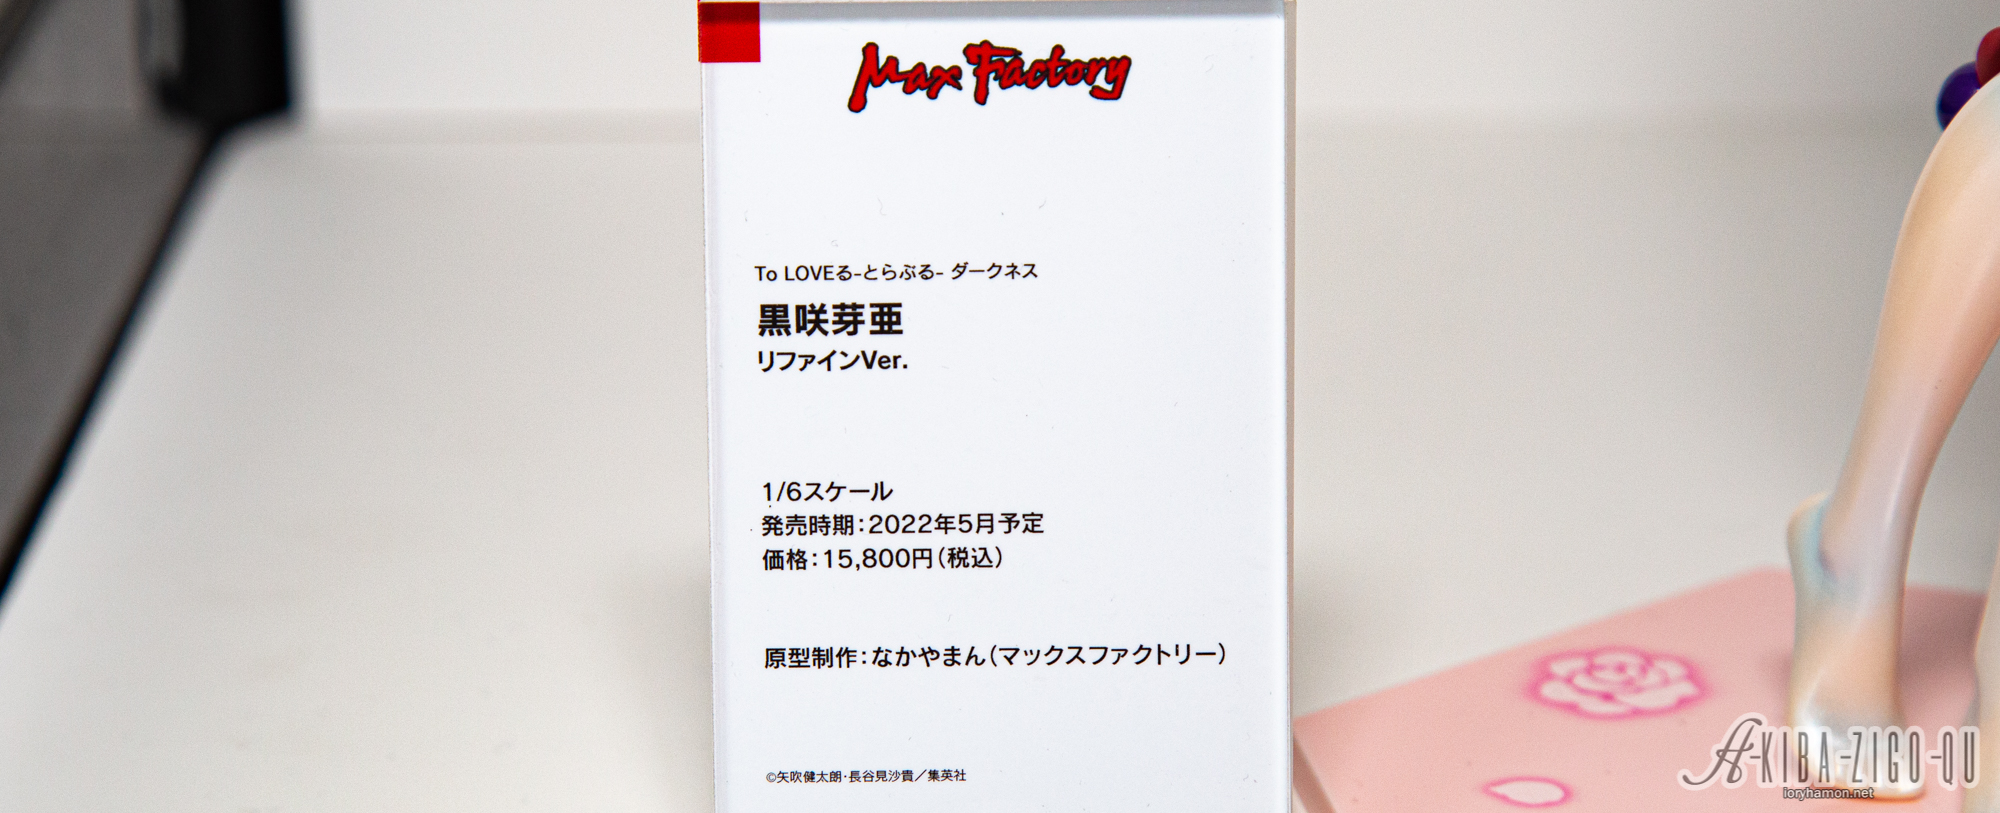 Max Factory
To LOVEる-とらぶる- ダークネス
黒咲芽亜
リファインVer.
1/6スケール
発売時期：2022年5月予定
価格：15,800円（税込）
原型制作：なかやまん（マックスファクトリー）
©矢吹健太朗・長谷見沙貴／集英社
A-KIBA-ZIGO-QU
ioryhamon.net